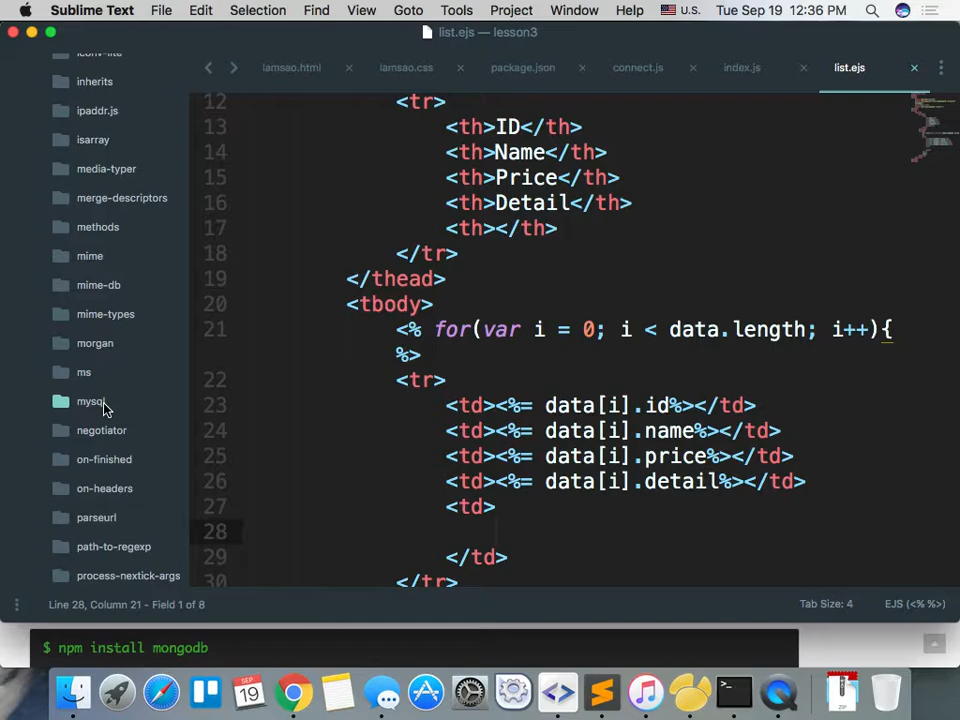 Sublime Text File Edit Selection Find View Goto Tools Project Window Help U.S. Tue Sep 19 12:36 PM
list.ejs — lesson3
iamsao.html × iamsao.css × package.json × connect.js × index.js × list.ejs ×
iconv-lite
inherits
ipaddr.js
isarray
media-typer
merge-descriptors
methods
mime
mime-db
mime-types
morgan
ms
mysql
negotiator
on-finished
on-headers
parseurl
path-to-regexp
process-nextick-args
12 <tr>
13 <th>ID</th>
14 <th>Name</th>
15 <th>Price</th>
16 <th>Detail</th>
17 <th></th>
18 </tr>
19 </thead>
20 <tbody>
21 <% for(var i = 0; i < data.length; i++){
%>
22 <tr>
23 <td><%= data[i].id%></td>
24 <td><%= data[i].name%></td>
25 <td><%= data[i].price%></td>
26 <td><%= data[i].detail%></td>
27 <td>
28
29 </td>
30 </tr>
Line 28, Column 21 - Field 1 of 8 Tab Size: 4 EJS (<% %>)
$ npm install mongodb
SEP
19
ZIP